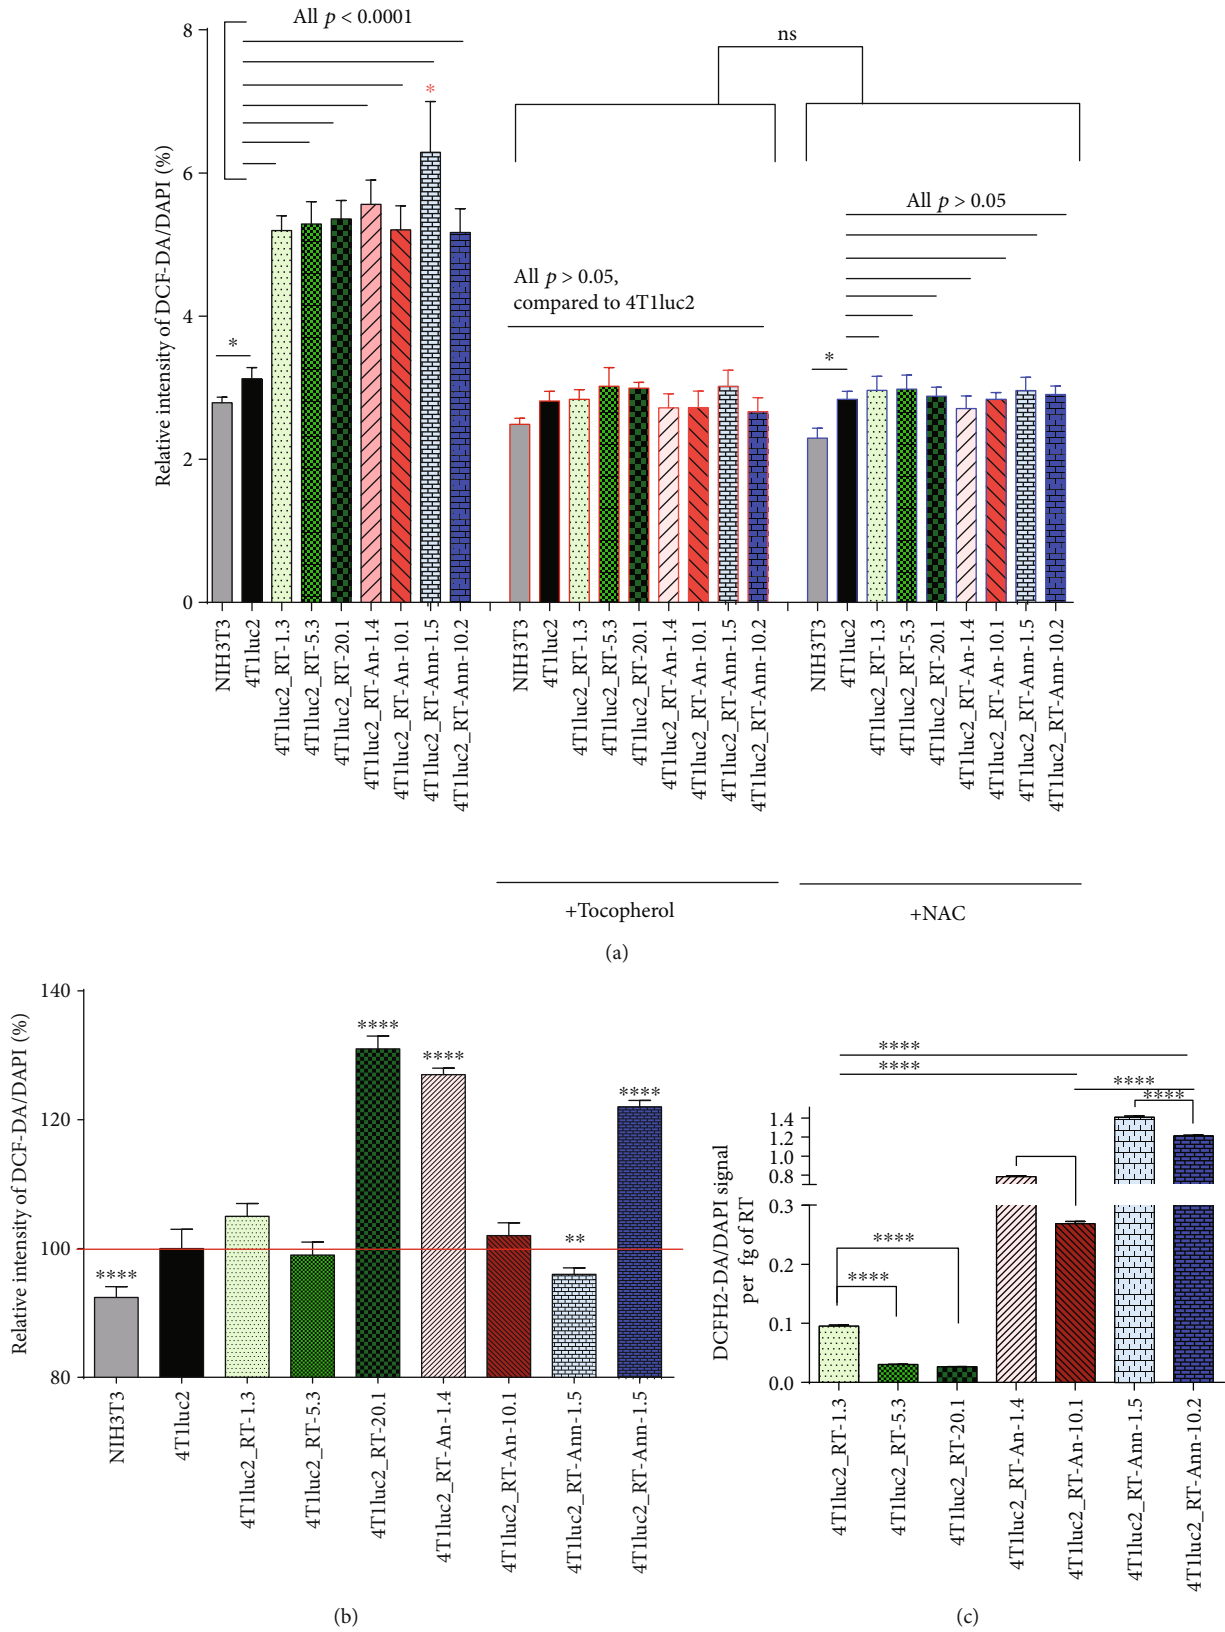 All p < 0.0001
ns
8
*
6
All p > 0.05
All p > 0.05,
compared to 4T1luc2
4
*
*
2
0
Relative intensity of DCF-DA/DAPI (%)
NIH3T3
4T1luc2
4T1luc2_RT-1.3
4T1luc2_RT-5.3
4T1luc2_RT-20.1
4T1luc2_RT-An-1.4
4T1luc2_RT-An-10.1
4T1luc2_RT-Ann-1.5
4T1luc2_RT-Ann-10.2
NIH3T3
4T1luc2
4T1luc2_RT-1.3
4T1luc2_RT-5.3
4T1luc2_RT-20.1
4T1luc2_RT-An-1.4
4T1luc2_RT-An-10.1
4T1luc2_RT-Ann-1.5
4T1luc2_RT-Ann-10.2
NIH3T3
4T1luc2
4T1luc2_RT-1.3
4T1luc2_RT-5.3
4T1luc2_RT-20.1
4T1luc2_RT-An-1.4
4T1luc2_RT-An-10.1
4T1luc2_RT-Ann-1.5
4T1luc2_RT-Ann-10.2
+Tocopherol
+NAC
(a)
140
****
****
****
120
100
**
****
80
Relative intensity of DCF-DA/DAPI (%)
NIH3T3
4T1luc2
4T1luc2_RT-1.3
4T1luc2_RT-5.3
4T1luc2_RT-20.1
4T1luc2_RT-An-1.4
4T1luc2_RT-An-10.1
4T1luc2_RT-Ann-1.5
4T1luc2_RT-Ann-1.5
(b)
****
****
****
****
1.4
1.2
1.0
0.8
0.3
****
0.2
****
0.1
0.0
DCFH2-DA/DAPI signal
per fg of RT
4T1luc2_RT-1.3
4T1luc2_RT-5.3
4T1luc2_RT-20.1
4T1luc2_RT-An-1.4
4T1luc2_RT-An-10.1
4T1luc2_RT-Ann-1.5
4T1luc2_RT-Ann-10.2
(c)